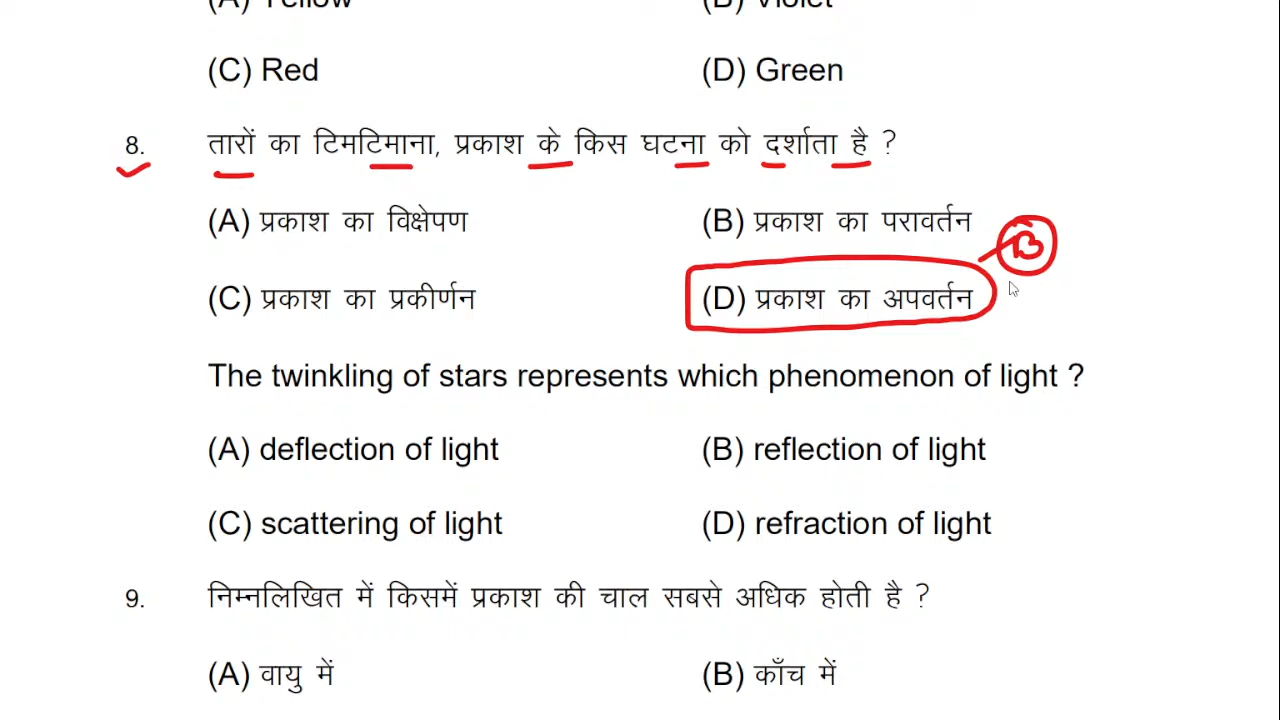 (A) Yellow (B) Violet
(C) Red (D) Green
8. तारों का टिमटिमाना, प्रकाश के किस घटना को दर्शाता है ?
(A) प्रकाश का विक्षेपण (B) प्रकाश का परावर्तन
B
(C) प्रकाश का प्रकीर्णन (D) प्रकाश का अपवर्तन
The twinkling of stars represents which phenomenon of light ?
(A) deflection of light (B) reflection of light
(C) scattering of light (D) refraction of light
9. निम्नलिखित में किसमें प्रकाश की चाल सबसे अधिक होती है ?
(A) वायु में (B) काँच में